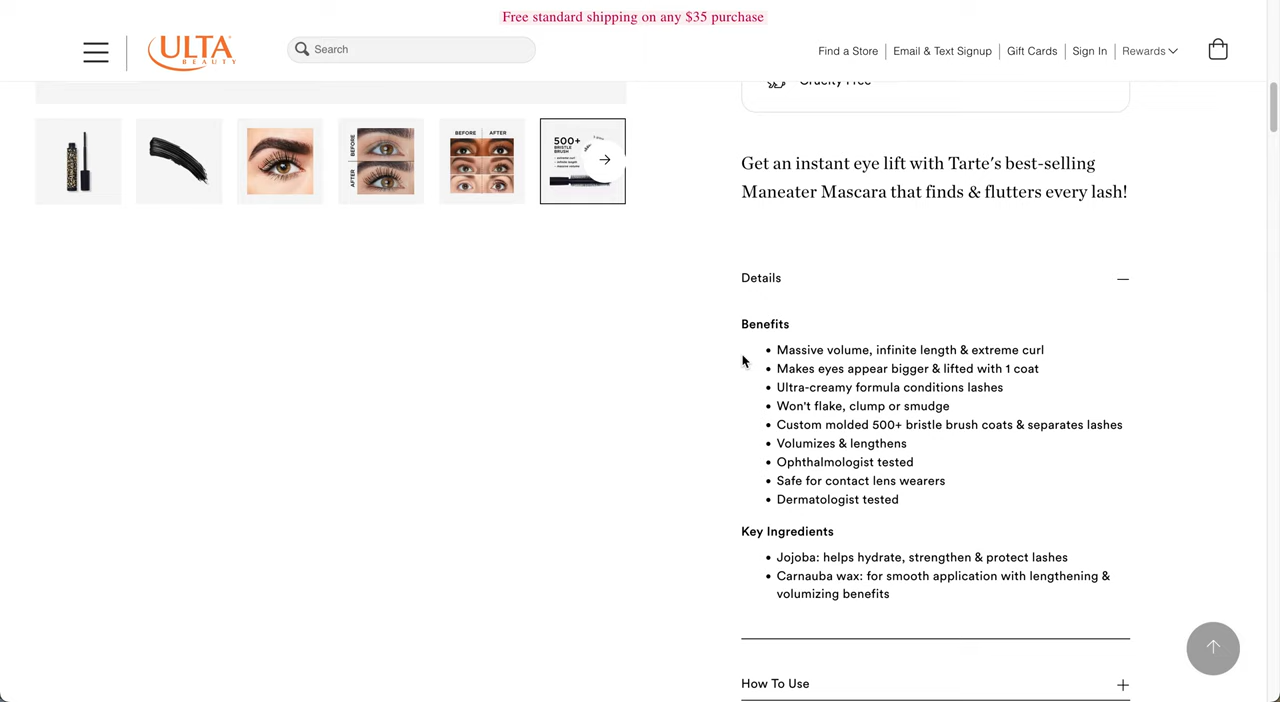 Free standard shipping on any $35 purchase
ULTA
BEAUTY
Search
Find a Store
Email & Text Signup
Gift Cards
Sign In
Rewards
Cruelty Free
BEFORE
AFTER
BEFORE AFTER
500+
BRISTLE
BRUSH
Get an instant eye lift with Tarte's best-selling
Maneater Mascara that finds & flutters every lash!
Details
Benefits
• Massive volume, infinite length & extreme curl
• Makes eyes appear bigger & lifted with 1 coat
• Ultra-creamy formula conditions lashes
• Won't flake, clump or smudge
• Custom molded 500+ bristle brush coats & separates lashes
• Volumizes & lengthens
• Ophthalmologist tested
• Safe for contact lens wearers
• Dermatologist tested
Key Ingredients
• Jojoba: helps hydrate, strengthen & protect lashes
• Carnauba wax: for smooth application with lengthening &
volumizing benefits
How To Use